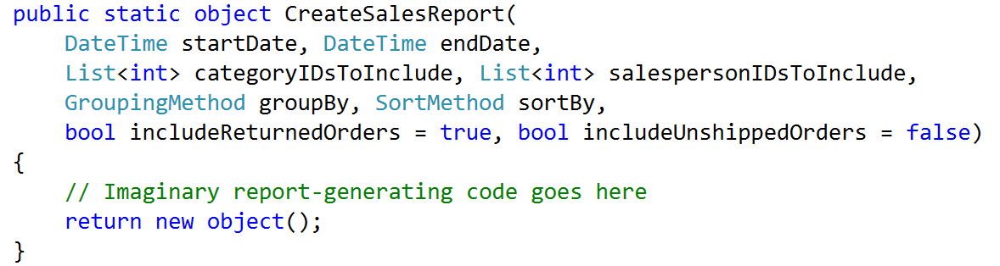 public static object CreateSalesReport(
    DateTime startDate, DateTime endDate,
    List<int> categoryIDsToInclude, List<int> salespersonIDsToInclude,
    GroupingMethod groupBy, SortMethod sortBy,
    bool includeReturnedOrders = true, bool includeUnshippedOrders = false)
{
    // Imaginary report-generating code goes here
    return new object();
}